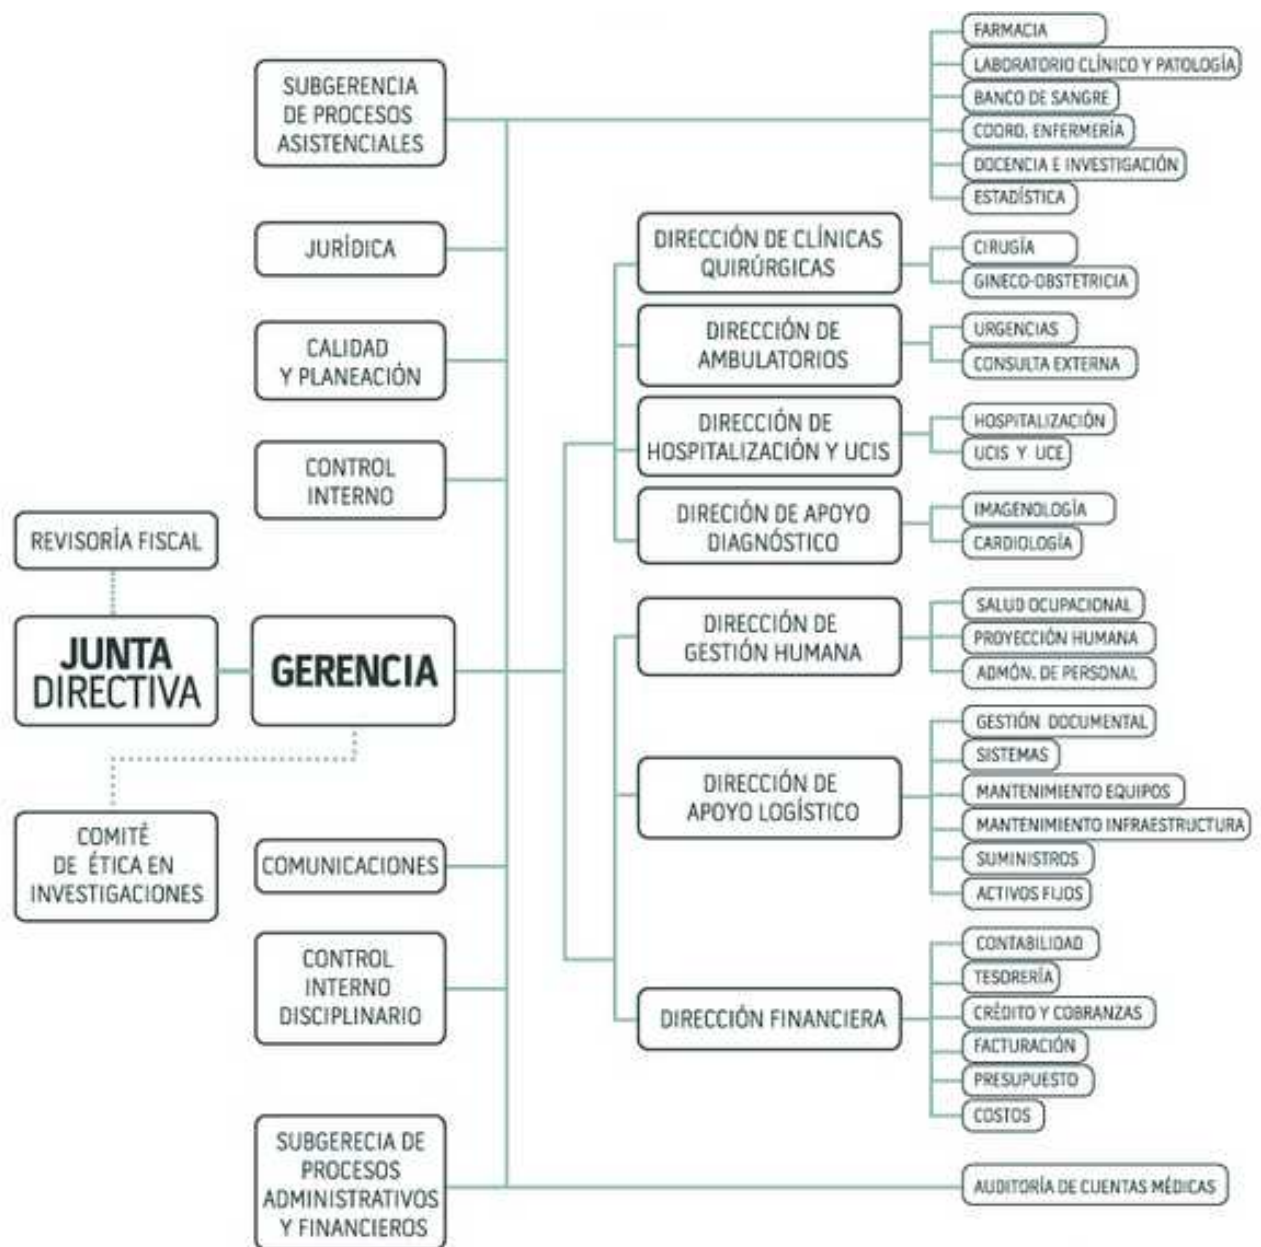 SUBGERENCIA
DE PROCESOS
ASISTENCIALES
JURÍDICA
CALIDAD
Y PLANEACIÓN
CONTROL
INTERNO
REVISORÍA FISCAL
JUNTA
DIRECTIVA
GERENCIA
COMITÉ
DE ÉTICA EN
INVESTIGACIONES
COMUNICACIONES
CONTROL
INTERNO
DISCIPLINARIO
SUBGERECIA DE
PROCESOS
ADMINISTRATIVOS
Y FINANCIEROS
FARMACIA
LABORATORIO CLÍNICO Y PATOLOGÍA
BANCO DE SANGRE
COORD. ENFERMERÍA
DOCENCIA E INVESTIGACIÓN
ESTADÍSTICA
DIRECCIÓN DE CLÍNICAS
QUIRÚRGICAS
CIRUGÍA
GINECO-OBSTETRICIA
DIRECCIÓN DE
AMBULATORIOS
URGENCIAS
CONSULTA EXTERNA
DIRECCIÓN DE
HOSPITALIZACIÓN Y UCIS
HOSPITALIZACIÓN
UCIS Y UCE
DIRECIÓN DE APOYO
DIAGNÓSTICO
IMAGENOLOGÍA
CARDIOLOGÍA
DIRECCIÓN DE
GESTIÓN HUMANA
SALUD OCUPACIONAL
PROYECCIÓN HUMANA
ADMÓN. DE PERSONAL
DIRECCIÓN DE
APOYO LOGÍSTICO
GESTIÓN DOCUMENTAL
SISTEMAS
MANTENIMIENTO EQUIPOS
MANTENIMIENTO INFRAESTRUCTURA
SUMINISTROS
ACTIVOS FIJOS
DIRECCIÓN FINANCIERA
CONTABILIDAD
TESORERÍA
CRÉDITO Y COBRANZAS
FACTURACIÓN
PRESUPUESTO
COSTOS
AUDITORÍA DE CUENTAS MÉDICAS